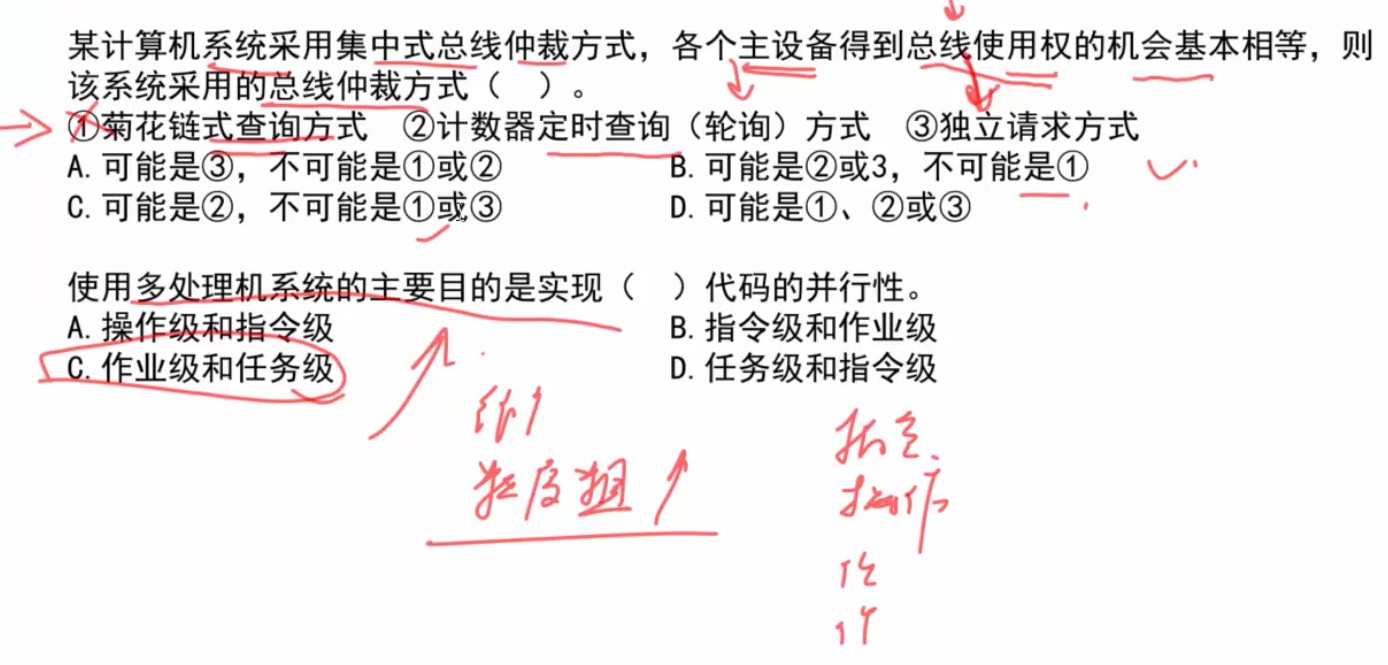 某计算机系统采用集中式总线仲裁方式，各个主设备得到总线使用权的机会基本相等，则
该系统采用的总线仲裁方式（ ）。
①菊花链式查询方式 ②计数器定时查询（轮询）方式 ③独立请求方式
A.可能是③，不可能是①或② B.可能是②或3，不可能是①
C.可能是②，不可能是①或③ D.可能是①、②或③
使用多处理机系统的主要目的是实现（ ）代码的并行性。
A.操作级和指令级 B.指令级和作业级
C.作业级和任务级 D.任务级和指令级
粒度粗
指令
操作
任
作